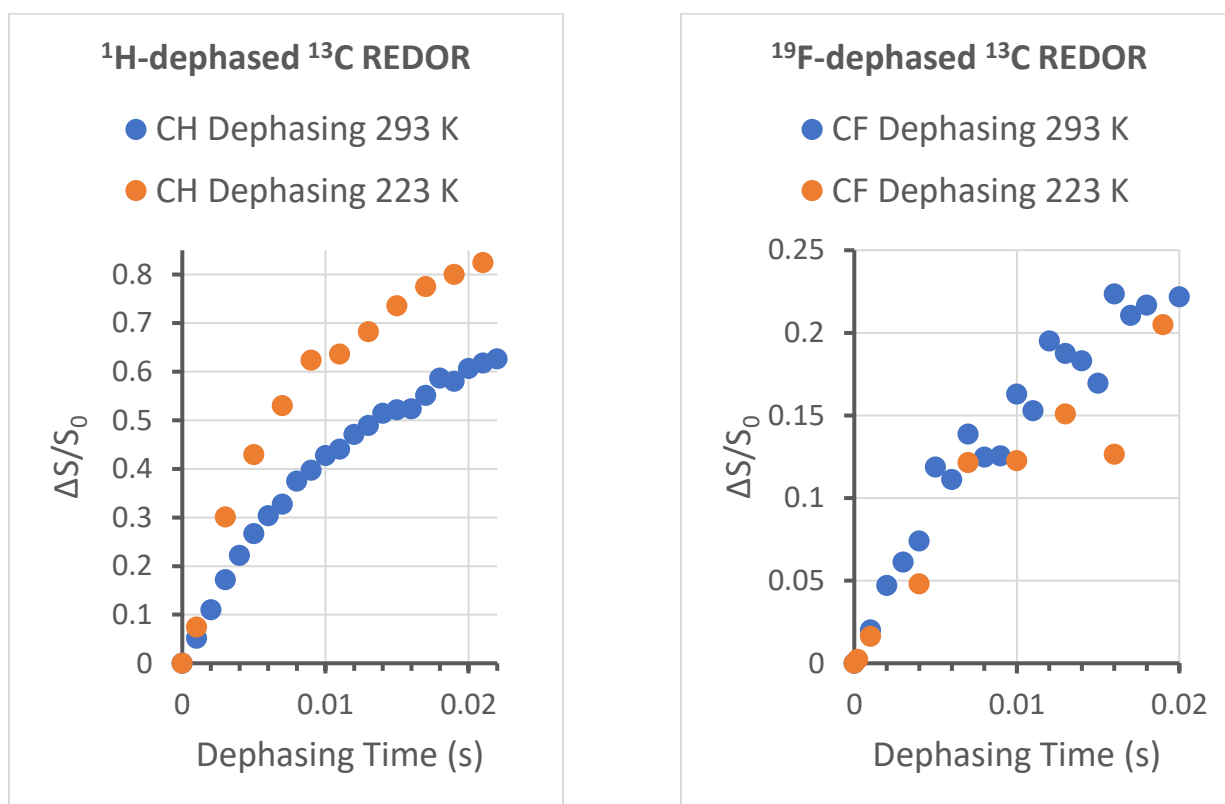 ¹H-dephased ¹³C REDOR
CH Dephasing 293 K
CH Dephasing 223 K
0.8
0.7
0.6
0.5
0.4
0.3
0.2
0.1
0
ΔS/S₀
0
0.01
0.02
Dephasing Time (s)
¹⁹F-dephased ¹³C REDOR
CF Dephasing 293 K
CF Dephasing 223 K
0.25
0.2
0.15
0.1
0.05
0
ΔS/S₀
0
0.01
0.02
Dephasing Time (s)